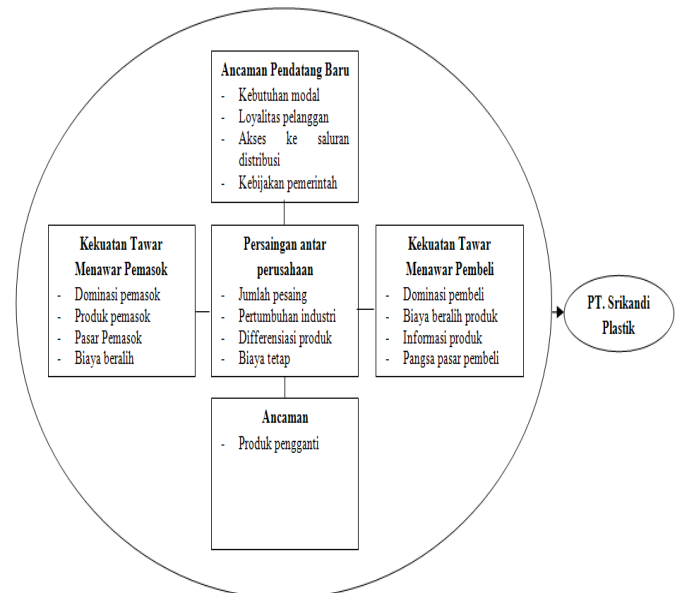 Ancaman Pendatang Baru
- Kebutuhan modal
- Loyalitas pelanggan
- Akses ke saluran
distribusi
- Kebijakan pemerintah
Kekuatan Tawar
Menawar Pemasok
- Dominasi pemasok
- Produk pemasok
- Pasar Pemasok
- Biaya beralih
Persaingan antar
perusahaan
- Jumlah pesaing
- Pertumbuhan industri
- Differensiasi produk
- Biaya tetap
Kekuatan Tawar
Menawar Pembeli
- Dominasi pembeli
- Biaya beralih produk
- Informasi produk
- Pangsa pasar pembeli
PT. Srikandi
Plastik
Ancaman
- Produk pengganti